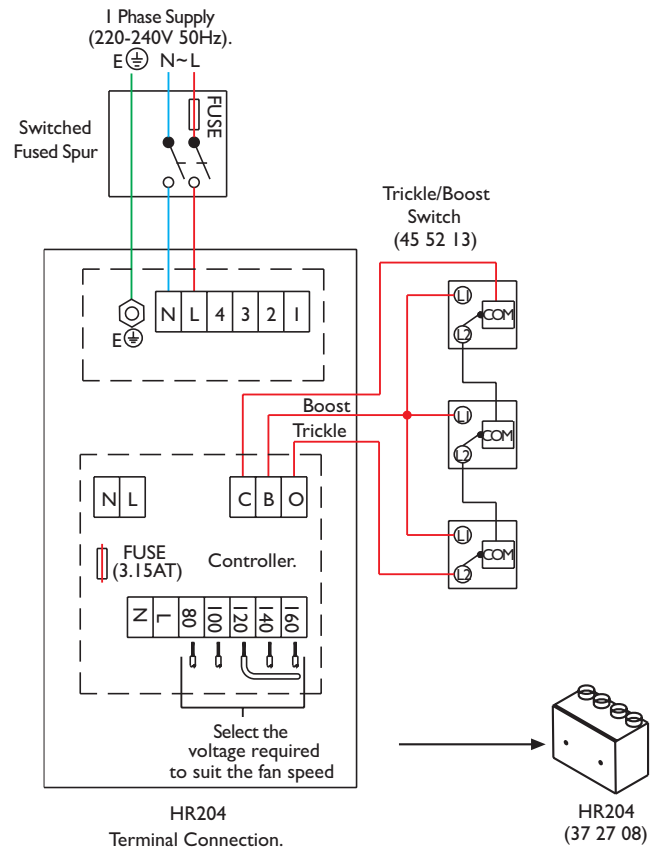 1 Phase Supply
(220-240V 50Hz).
E N~L
FUSE
Switched
Fused Spur
Trickle/Boost
Switch
(45 52 13)
N L 4 3 2 1
E
L1
COM
L2
Boost
L1
COM
L2
Trickle
N L
C B O
L1
COM
L2
FUSE
(3.15AT)
Controller.
N L 80 100 120 140 160
Select the
voltage required
to suit the fan speed
HR204
Terminal Connection.
HR204
(37 27 08)